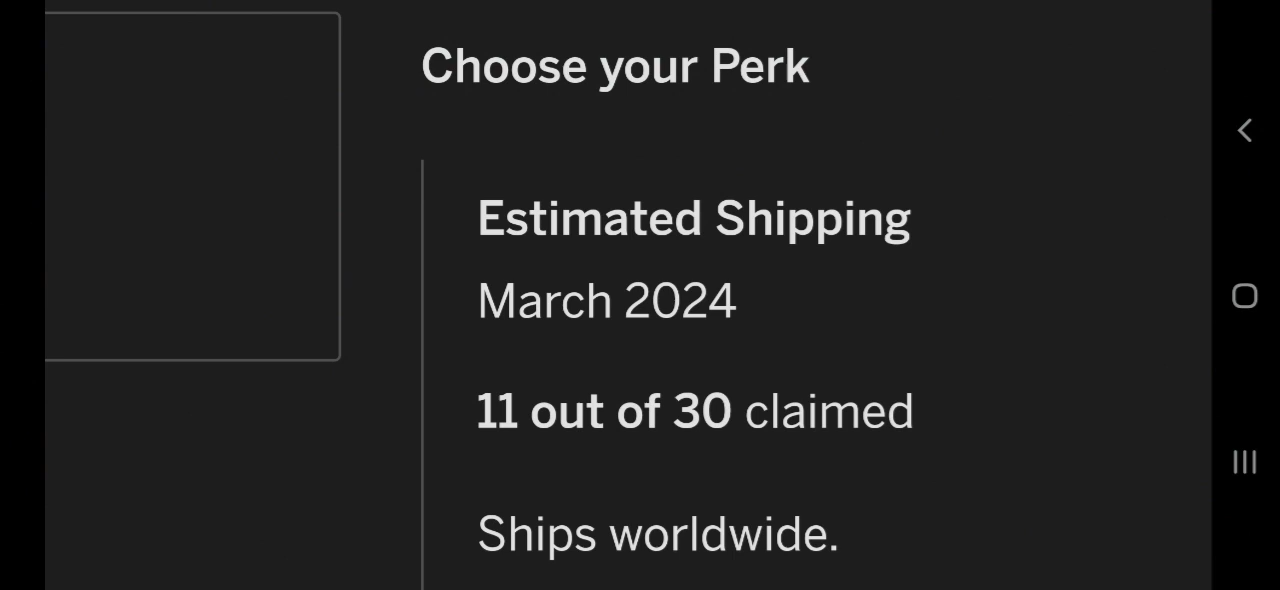 Choose your Perk
Estimated Shipping
March 2024
11 out of 30 claimed
Ships worldwide.